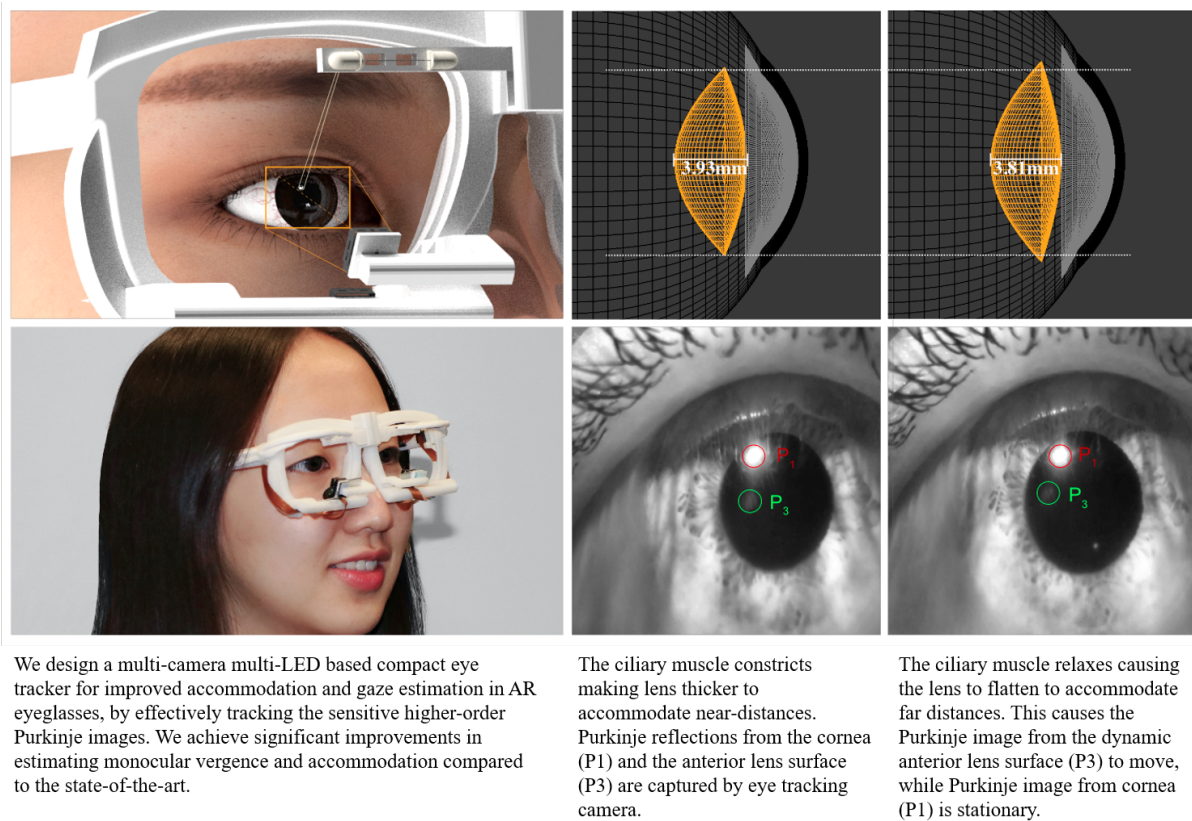 3.93mm
3.81mm
P1
P3
P1
P3
We design a multi-camera multi-LED based compact eye
tracker for improved accommodation and gaze estimation in AR
eyeglasses, by effectively tracking the sensitive higher-order
Purkinje images. We achieve significant improvements in
estimating monocular vergence and accommodation compared
to the state-of-the-art.
The ciliary muscle constricts
making lens thicker to
accommodate near-distances.
Purkinje reflections from the cornea
(P1) and the anterior lens surface
(P3) are captured by eye tracking
camera.
The ciliary muscle relaxes causing
the lens to flatten to accommodate
far distances. This causes the
Purkinje image from the dynamic
anterior lens surface (P3) to move,
while Purkinje image from cornea
(P1) is stationary.